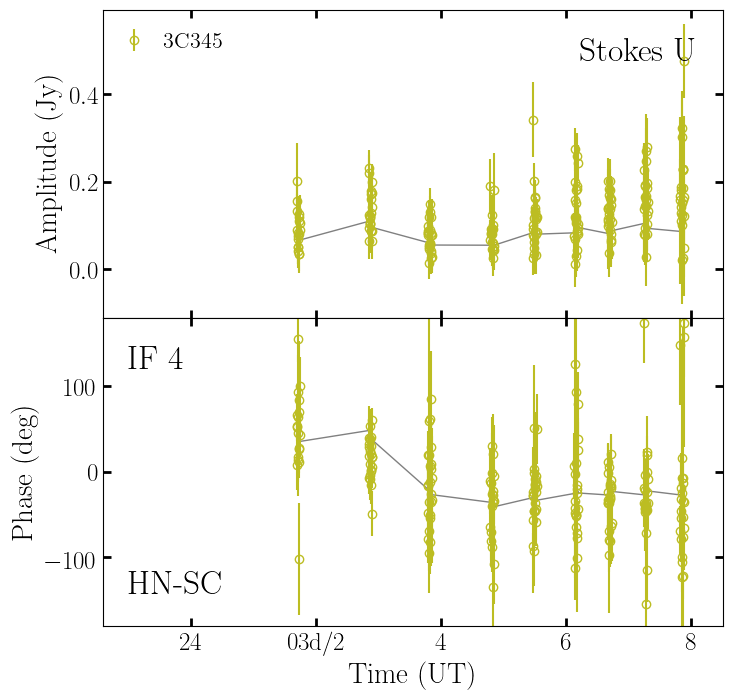 3C345
Stokes U
Amplitude (Jy)
0.4
0.2
0.0
IF 4
HN-SC
Phase (deg)
100
0
−100
24
03d/2
4
6
8
Time (UT)